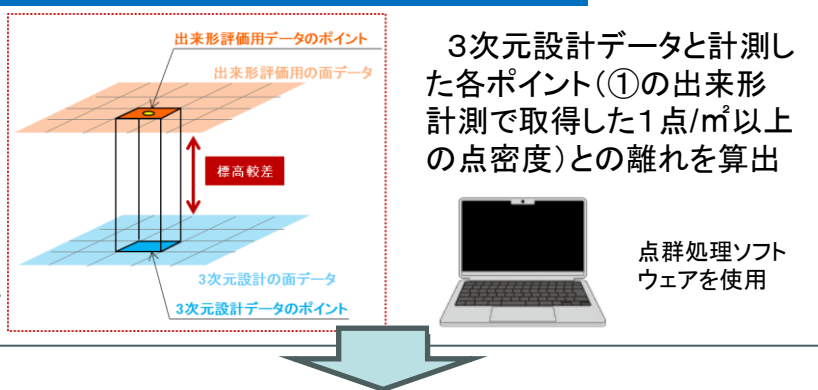 出来形評価用データのポイント
出来形評価用の面データ
標高較差
3次元設計の面データ
3次元設計データのポイント
3次元設計データと計測し
た各ポイント(①の出来形
計測で取得した1点/㎡以上
の点密度)との離れを算出
点群処理ソフト
ウェアを使用